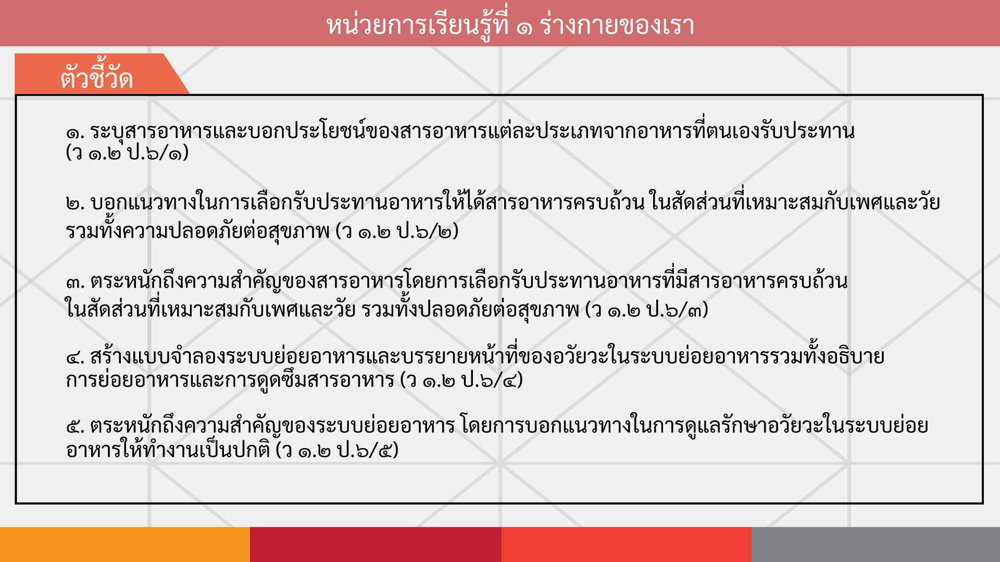 หน่วยการเรียนรู้ที่ ๑ ร่างกายของเรา
ตัวชี้วัด
๑. ระบุสารอาหารและบอกประโยชน์ของสารอาหารแต่ละประเภทจากอาหารที่ตนเองรับประทาน
(ว ๑.๒ ป.๖/๑)
๒. บอกแนวทางในการเลือกรับประทานอาหารให้ได้สารอาหารครบถ้วน ในสัดส่วนที่เหมาะสมกับเพศและวัย
รวมทั้งความปลอดภัยต่อสุขภาพ (ว ๑.๒ ป.๖/๒)
๓. ตระหนักถึงความสำคัญของสารอาหารโดยการเลือกรับประทานอาหารที่มีสารอาหารครบถ้วน
ในสัดส่วนที่เหมาะสมกับเพศและวัย รวมทั้งปลอดภัยต่อสุขภาพ (ว ๑.๒ ป.๖/๓)
๔. สร้างแบบจำลองระบบย่อยอาหารและบรรยายหน้าที่ของอวัยวะในระบบย่อยอาหารรวมทั้งอธิบาย
การย่อยอาหารและการดูดซึมสารอาหาร (ว ๑.๒ ป.๖/๔)
๕. ตระหนักถึงความสำคัญของระบบย่อยอาหาร โดยการบอกแนวทางในการดูแลรักษาอวัยวะในระบบย่อย
อาหารให้ทำงานเป็นปกติ (ว ๑.๒ ป.๖/๕)